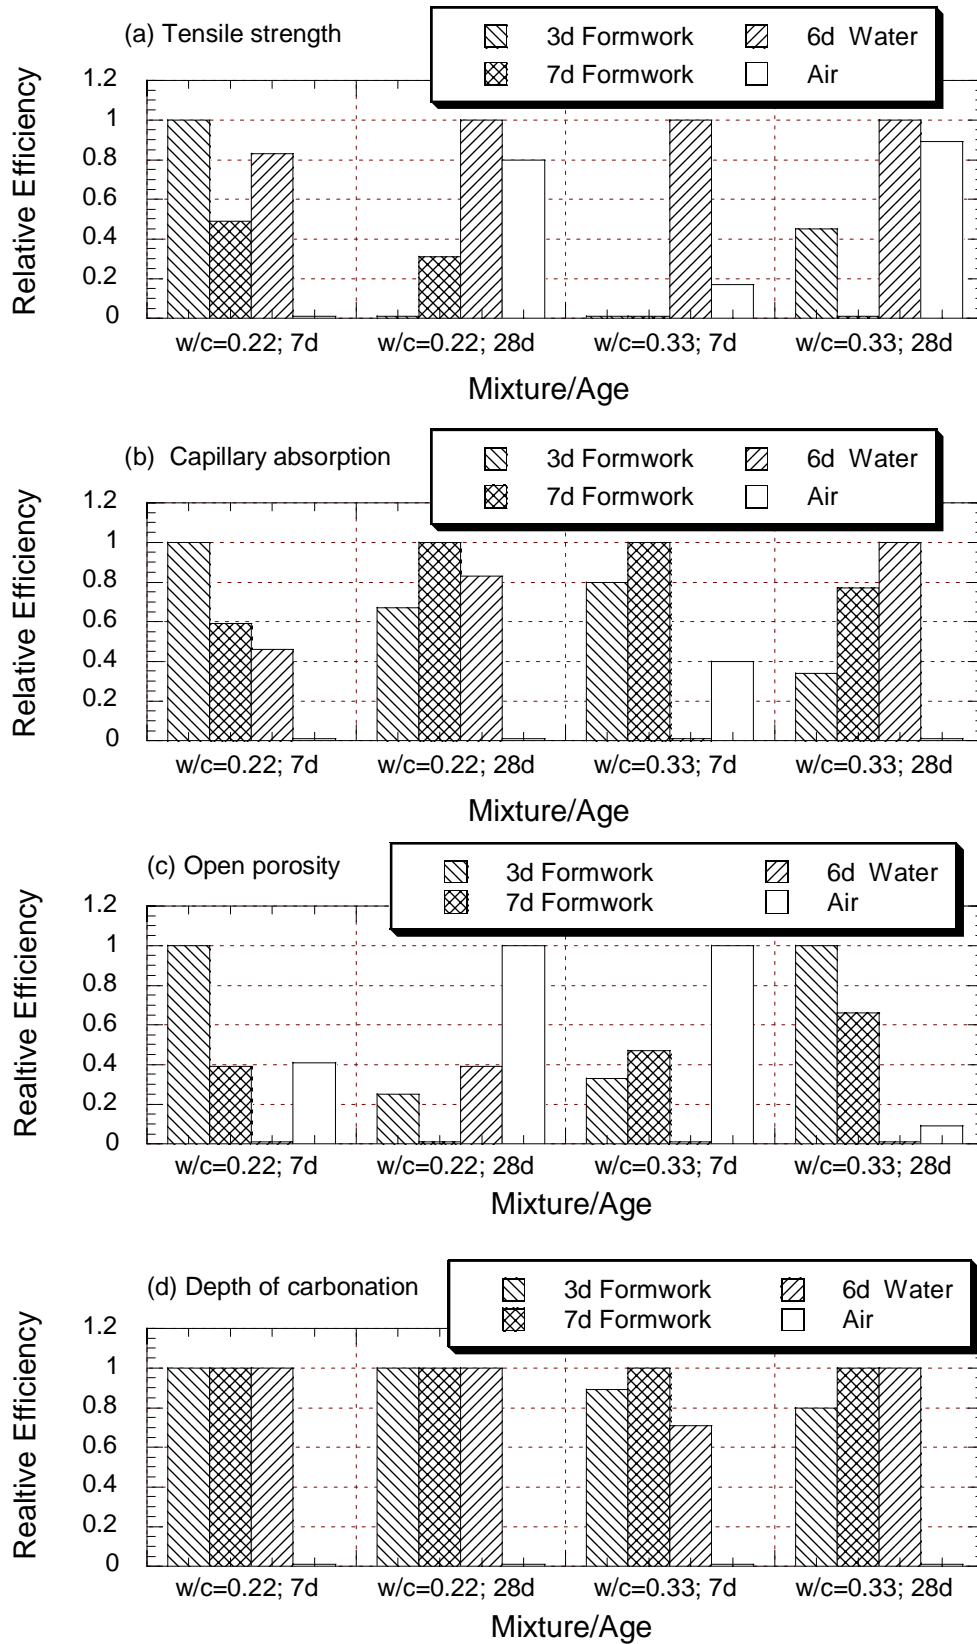 (a) Tensile strength
3d Formwork
6d Water
7d Formwork
Air
Relative Efficiency
1.2
1
0.8
0.6
0.4
0.2
0
w/c=0.22; 7d
w/c=0.22; 28d
w/c=0.33; 7d
w/c=0.33; 28d
Mixture/Age
(b) Capillary absorption
3d Formwork
6d Water
7d Formwork
Air
Relative Efficiency
1.2
1
0.8
0.6
0.4
0.2
0
w/c=0.22; 7d
w/c=0.22; 28d
w/c=0.33; 7d
w/c=0.33; 28d
Mixture/Age
(c) Open porosity
3d Formwork
6d Water
7d Formwork
Air
Realtive Efficiency
1.2
1
0.8
0.6
0.4
0.2
0
w/c=0.22; 7d
w/c=0.22; 28d
w/c=0.33; 7d
w/c=0.33; 28d
Mixture/Age
(d) Depth of carbonation
3d Formwork
6d Water
7d Formwork
Air
Realtive Efficiency
1.2
1
0.8
0.6
0.4
0.2
0
w/c=0.22; 7d
w/c=0.22; 28d
w/c=0.33; 7d
w/c=0.33; 28d
Mixture/Age